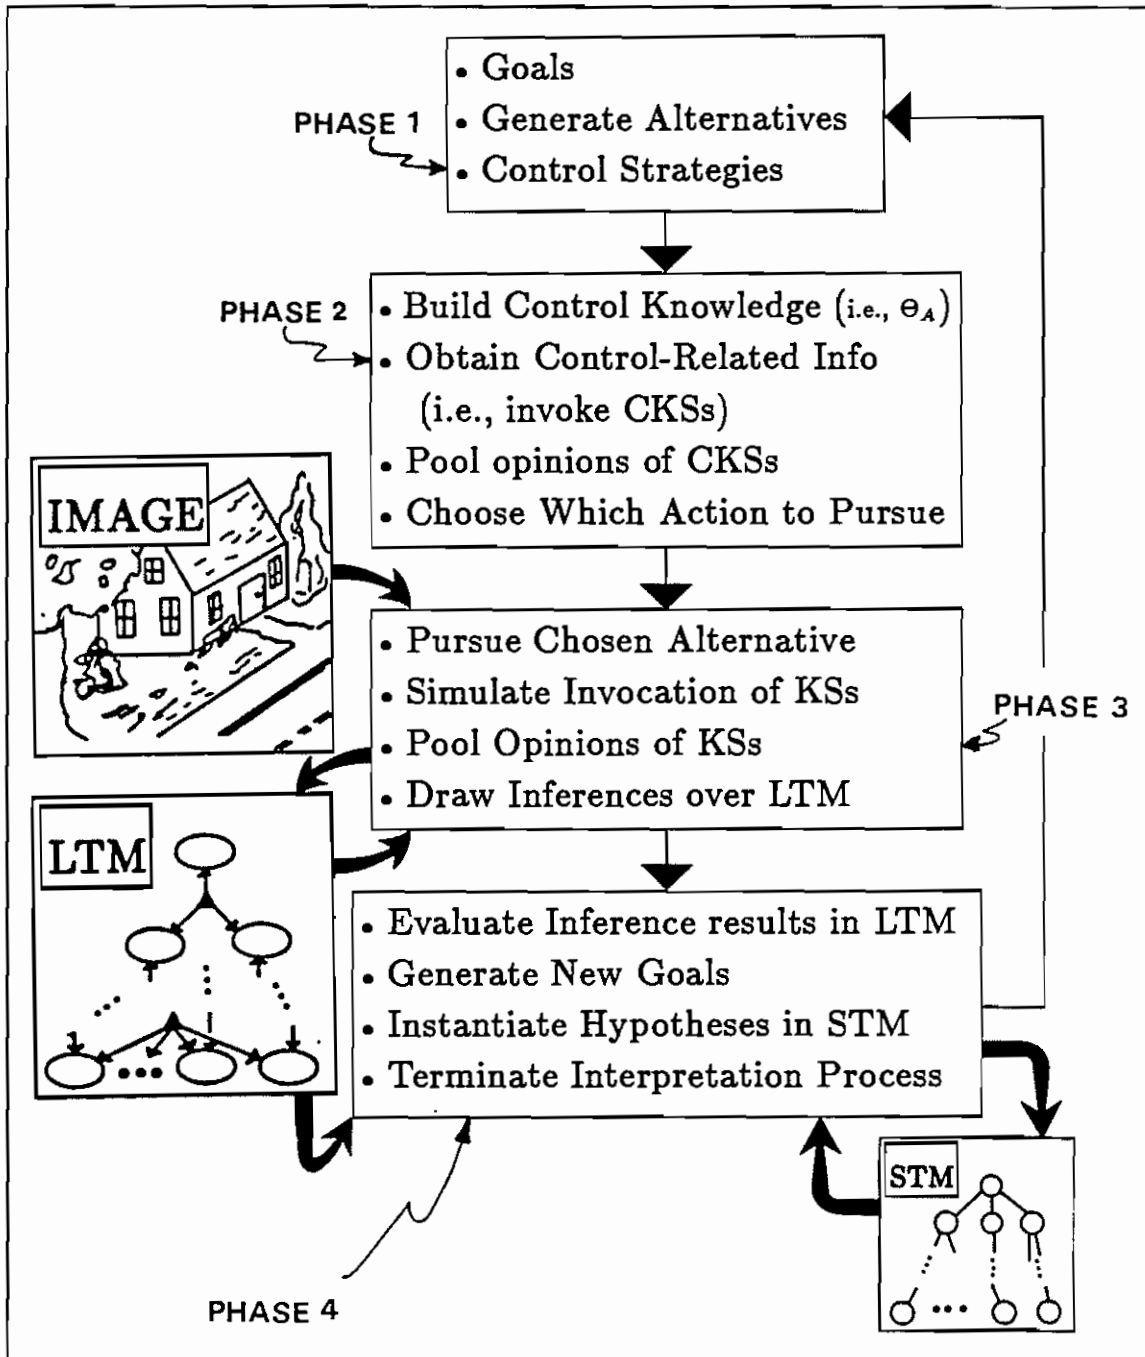 • Goals
• Generate Alternatives
• Control Strategies
PHASE 1
• Build Control Knowledge (i.e., Θ_A)
• Obtain Control-Related Info
(i.e., invoke CKSs)
• Pool opinions of CKSs
• Choose Which Action to Pursue
PHASE 2
IMAGE
• Pursue Chosen Alternative
• Simulate Invocation of KSs
• Pool Opinions of KSs
• Draw Inferences over LTM
PHASE 3
LTM
• Evaluate Inference results in LTM
• Generate New Goals
• Instantiate Hypotheses in STM
• Terminate Interpretation Process
STM
PHASE 4